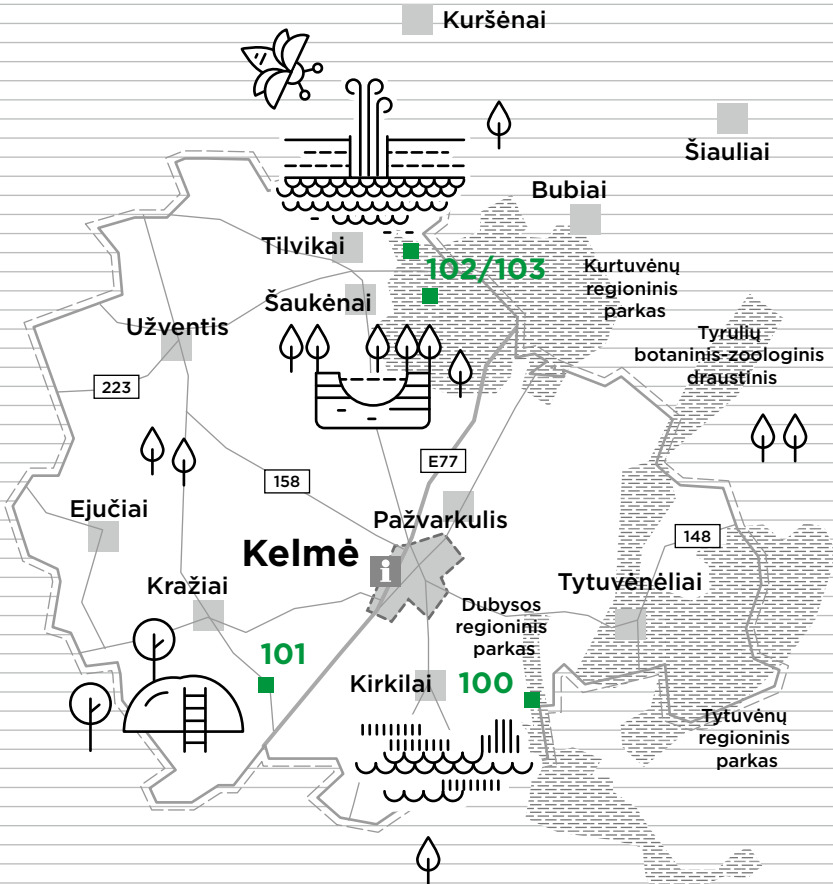 Kuršėnai
Šiauliai
Bubiai
Tilvikai
102/103
Kurtuvėnų
regioninis
parkas
Šaukėnai
Užventis
Tyrulių
botaninis-zoologinis
draustinis
223
E77
158
Ejučiai
Pažvarkulis
148
Kelmė
i
Kražiai
Tytuvėnėliai
Dubysos
regioninis
parkas
101
Kirkilai
100
Tytuvėnų
regioninis
parkas